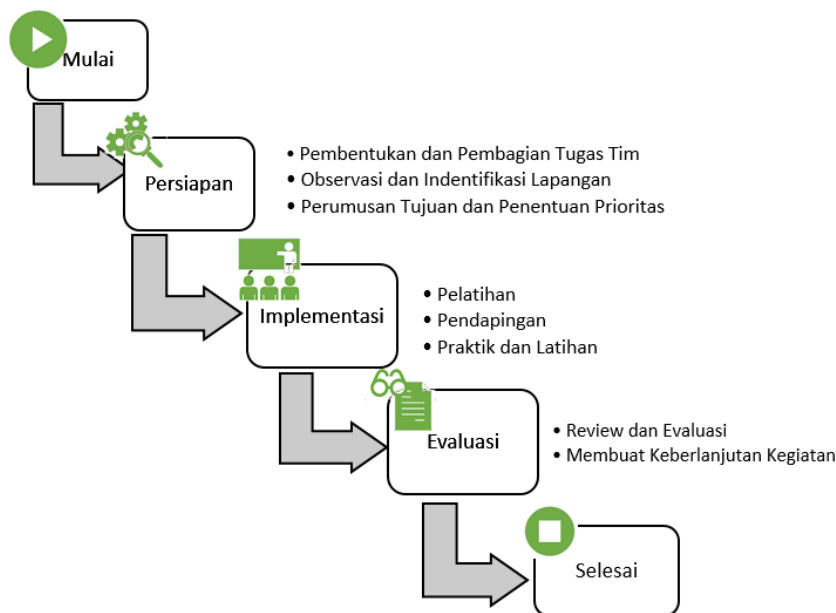 Mulai
Persiapan
• Pembentukan dan Pembagian Tugas Tim
• Observasi dan Indentifikasi Lapangan
• Perumusan Tujuan dan Penentuan Prioritas
Implementasi
• Pelatihan
• Pendapingan
• Praktik dan Latihan
Evaluasi
• Review dan Evaluasi
• Membuat Keberlanjutan Kegiatan
Selesai